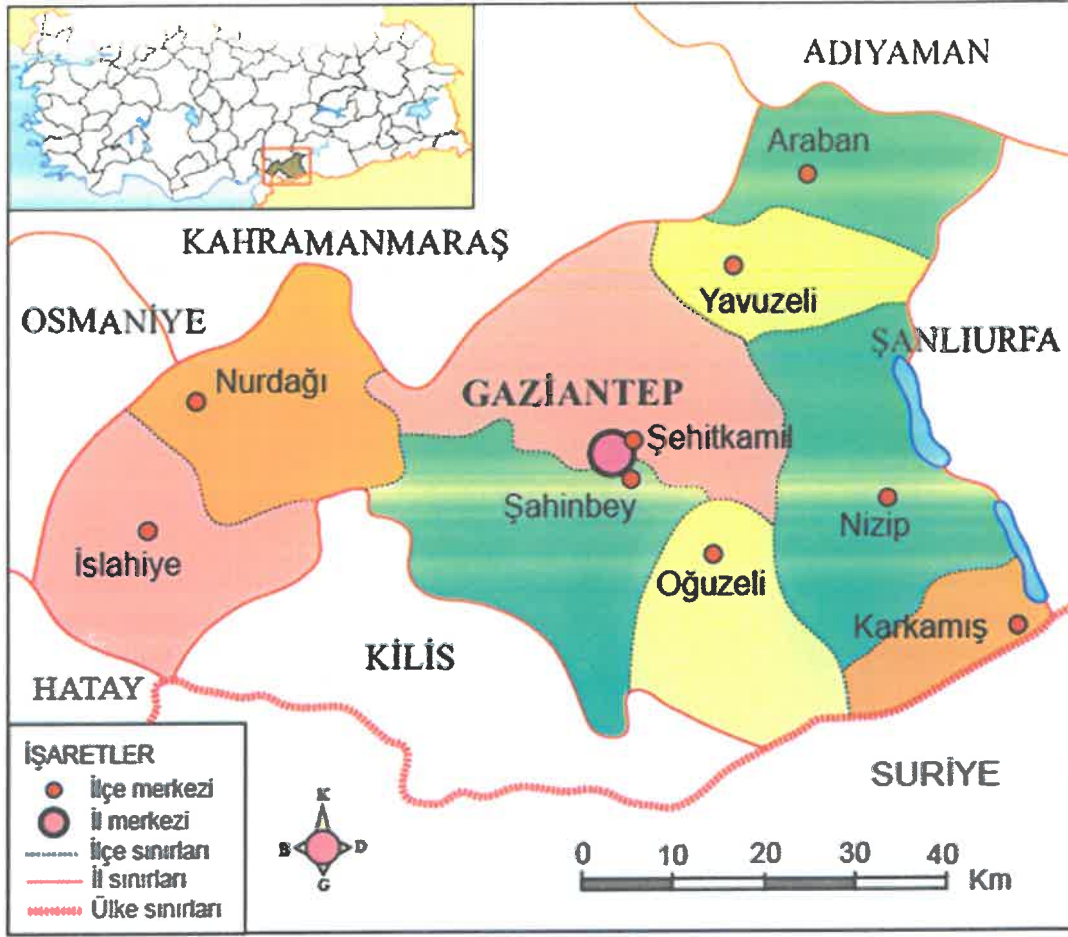 ADIYAMAN
Araban
KAHRAMANMARAŞ
Yavuzeli
OSMANİYE
ŞANLIURFA
Nurdağı
GAZİANTEP
Şehitkamil
Şahinbey
Nizip
İslahiye
Oğuzeli
Karkamış
KİLİS
HATAY
SURİYE
İŞARETLER
İlçe merkezi
İl merkezi
İlçe sınırları
İl sınırları
Ülke sınırları
K
B D
G
0 10 20 30 40
Km